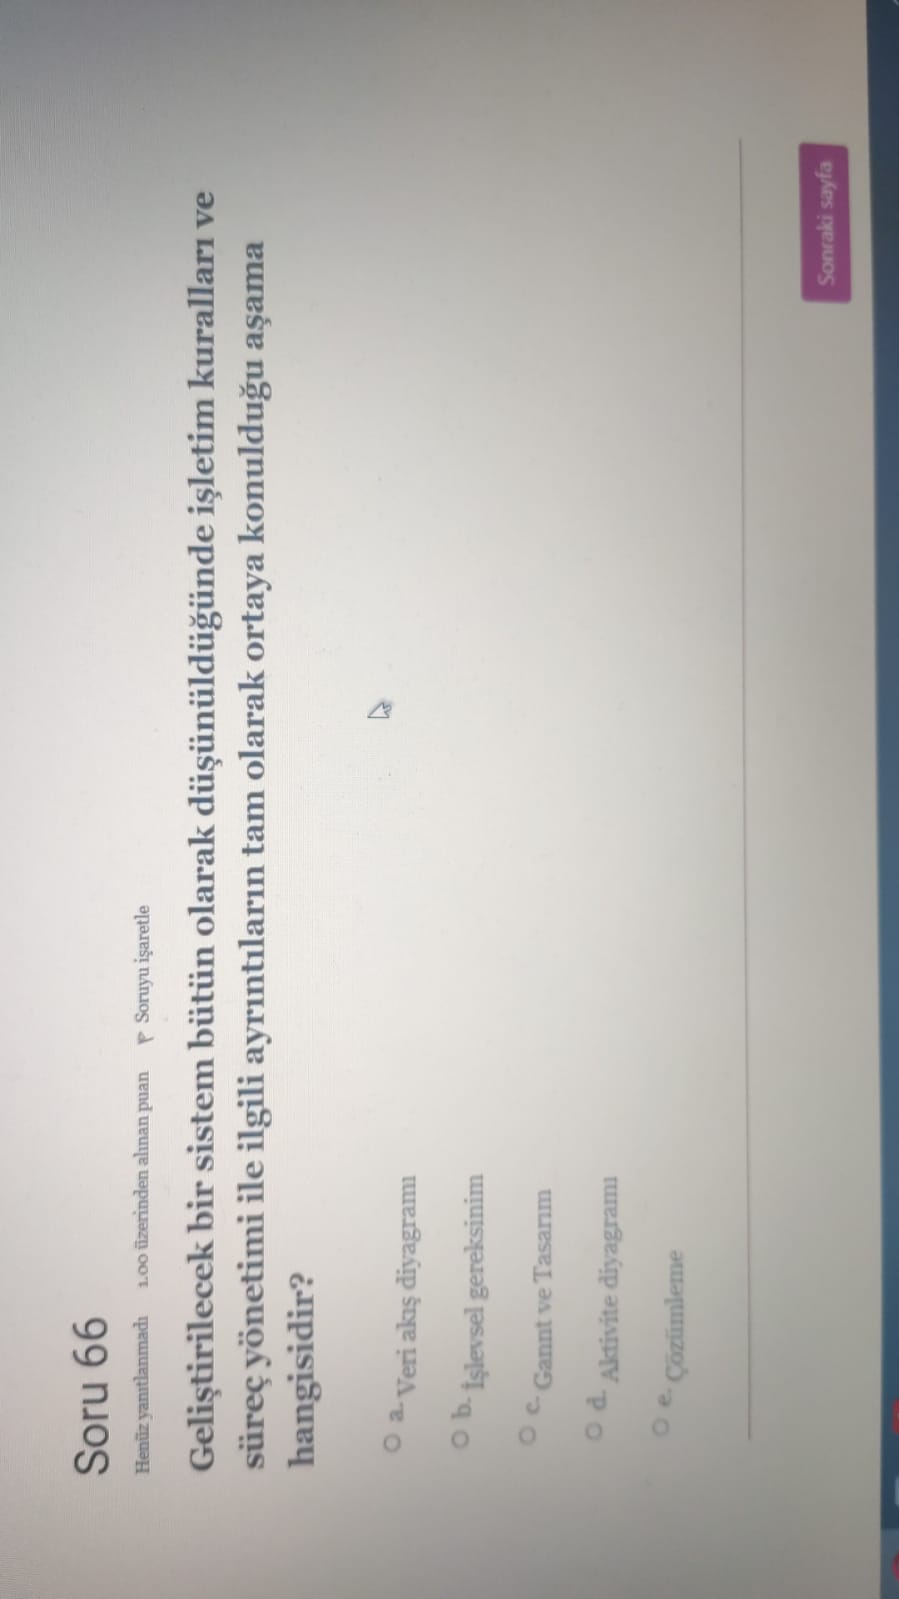 Soru 66
Henüz yanıtlanmadı 1.00 üzerinden alınan puan Soruyu işaretle
Geliştirilecek bir sistem bütün olarak düşünüldüğünde işletim kuralları ve
süreç yönetimi ile ilgili ayrıntıların tam olarak ortaya konulduğu aşama
hangisidir?
a. Veri akış diyagramı
b. İşlevsel gereksinim
c. Gannt ve Tasarım
d. Aktivite diyagramı
e. Çözümleme
Sonraki sayfa